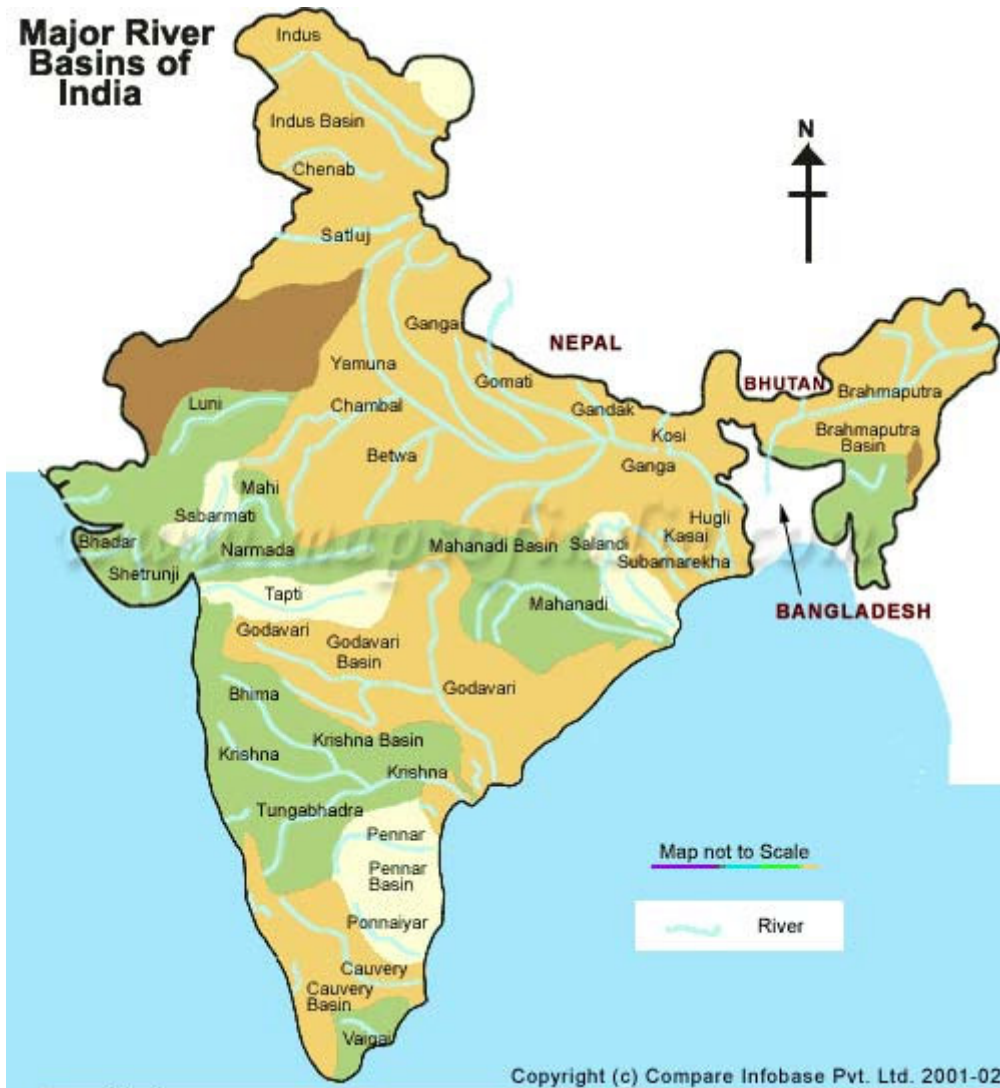 Major River
Basins of
India
Indus
Indus Basin
Chenab
Satluj
N
Ganga
NEPAL
Yamuna
Gomati
BHUTAN
Brahmaputra
Luni
Chambal
Gandak
Kosi
Brahmaputra
Basin
Betwa
Ganga
Mahi
Sabarmati
Hugli
Bhadar
Narmada
Mahanadi Basin
Salandi
Kasai
Subamarekha
Shetrunji
Tapti
Mahanadi
BANGLADESH
Godavari
Godavari
Basin
Godavari
Bhima
Krishna Basin
Krishna
Krishna
Tungabhadra
Pennar
Map not to Scale
Pennar
Basin
Ponnaiyar
River
Cauvery
Cauvery
Basin
Vaigai
Copyright (c) Compare Infobase Pvt. Ltd. 2001-02